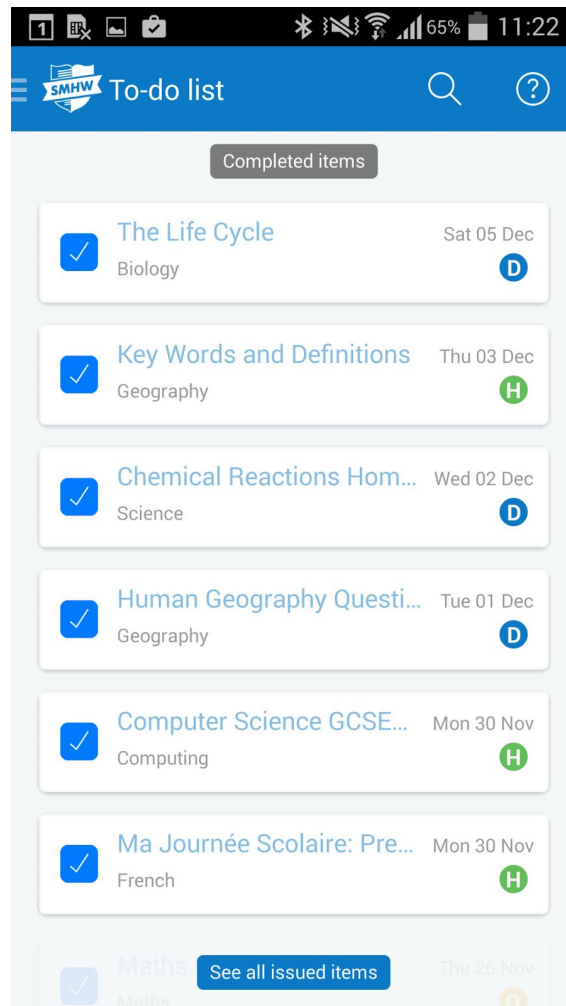 1 65% 11:22
SMHW To-do list ?
Completed items
The Life Cycle Sat 05 Dec
Biology D
Key Words and Definitions Thu 03 Dec
Geography H
Chemical Reactions Hom... Wed 02 Dec
Science D
Human Geography Questi... Tue 01 Dec
Geography D
Computer Science GCSE... Mon 30 Nov
Computing H
Ma Journée Scolaire: Pre... Mon 30 Nov
French H
Maths Thu 26 Nov
See all issued items
Maths